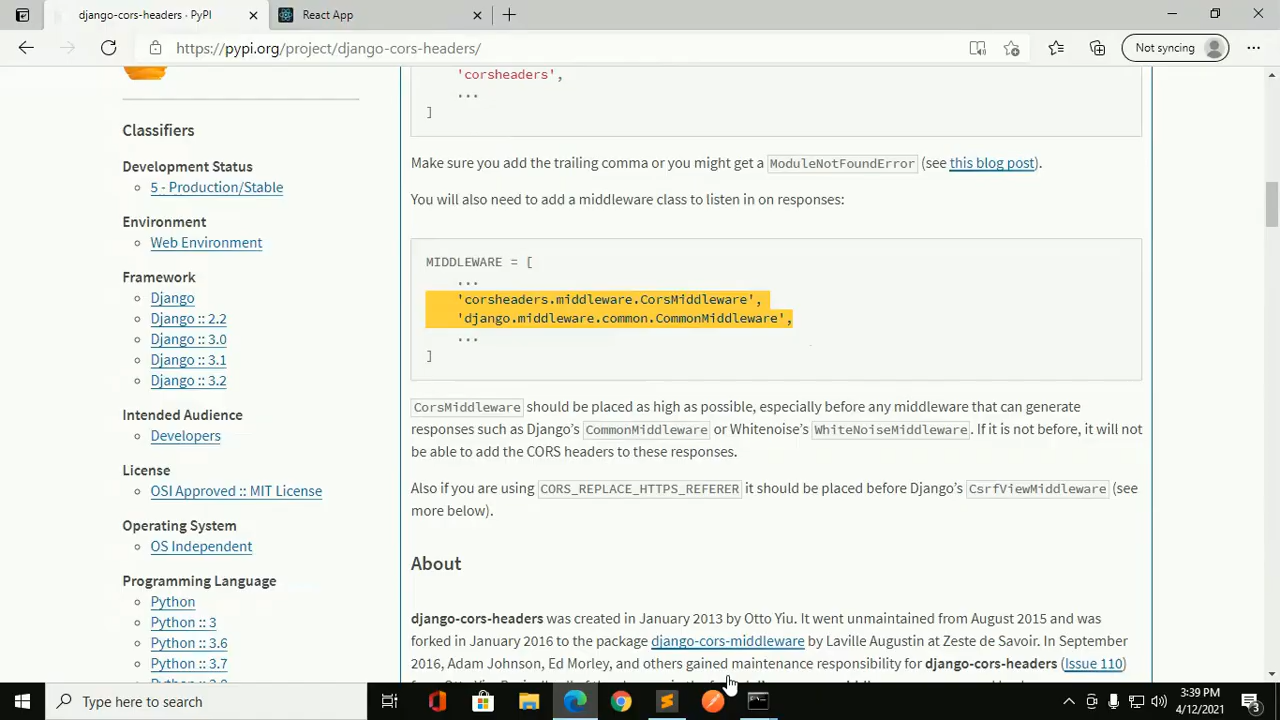 django-cors-headers · PyPI
React App
https://pypi.org/project/django-cors-headers/
Not syncing
Classifiers
Development Status
5 - Production/Stable
Environment
Web Environment
Framework
Django
Django :: 2.2
Django :: 3.0
Django :: 3.1
Django :: 3.2
Intended Audience
Developers
License
OSI Approved :: MIT License
Operating System
OS Independent
Programming Language
Python
Python :: 3
Python :: 3.6
Python :: 3.7
'corsheaders',
...
]
Make sure you add the trailing comma or you might get a ModuleNotFoundError (see this blog post).
You will also need to add a middleware class to listen in on responses:
MIDDLEWARE = [
...
'corsheaders.middleware.CorsMiddleware',
'django.middleware.common.CommonMiddleware',
...
]
CorsMiddleware should be placed as high as possible, especially before any middleware that can generate
responses such as Django's CommonMiddleware or Whitenoise's WhiteNoiseMiddleware. If it is not before, it will not
be able to add the CORS headers to these responses.
Also if you are using CORS_REPLACE_HTTPS_REFERER it should be placed before Django's CsrfViewMiddleware (see
more below).
About
django-cors-headers was created in January 2013 by Otto Yiu. It went unmaintained from August 2015 and was
forked in January 2016 to the package django-cors-middleware by Laville Augustin at Zeste de Savoir. In September
2016, Adam Johnson, Ed Morley, and others gained maintenance responsibility for django-cors-headers (Issue 110)
Type here to search
3:39 PM
4/12/2021
3